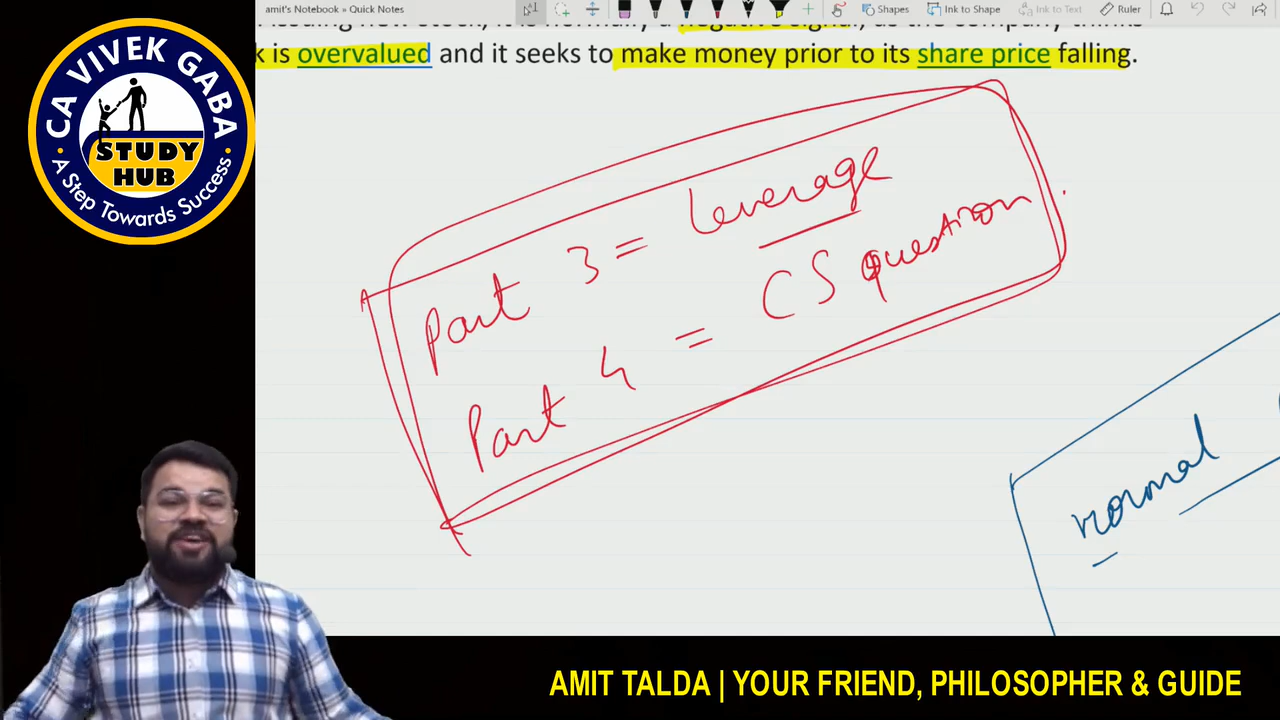 amit's Notebook » Quick Notes
Shapes
Ink to Shape
Ink to Text
Ruler
k is overvalued and it seeks to make money prior to its share price falling.
CA VIVEK GABA
STUDY
HUB
A Step Towards Success
Part 3 = Leverage
Part 4 = CS question
normal
AMIT TALDA | YOUR FRIEND, PHILOSOPHER & GUIDE